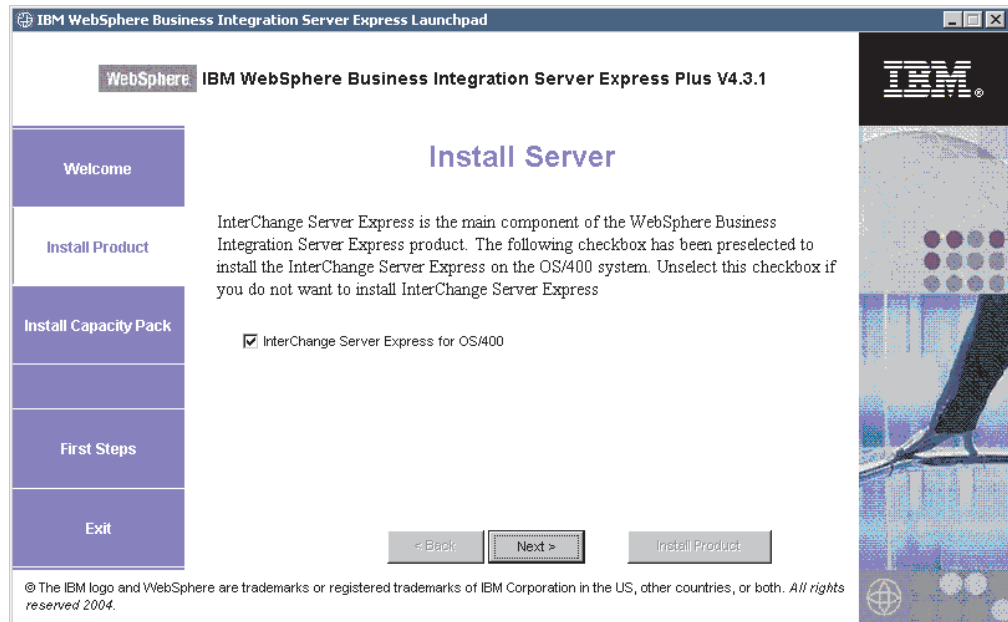 IBM WebSphere Business Integration Server Express Launchpad
WebSphere IBM WebSphere Business Integration Server Express Plus V4.3.1
IBM®
Welcome
Install Product
Install Capacity Pack
First Steps
Exit
Install Server
InterChange Server Express is the main component of the WebSphere Business
Integration Server Express product. The following checkbox has been preselected to
install the InterChange Server Express on the OS/400 system. Unselect this checkbox if
you do not want to install InterChange Server Express
InterChange Server Express for OS/400
< Back Next > Install Product
© The IBM logo and WebSphere are trademarks or registered trademarks of IBM Corporation in the US, other countries, or both. All rights
reserved 2004.